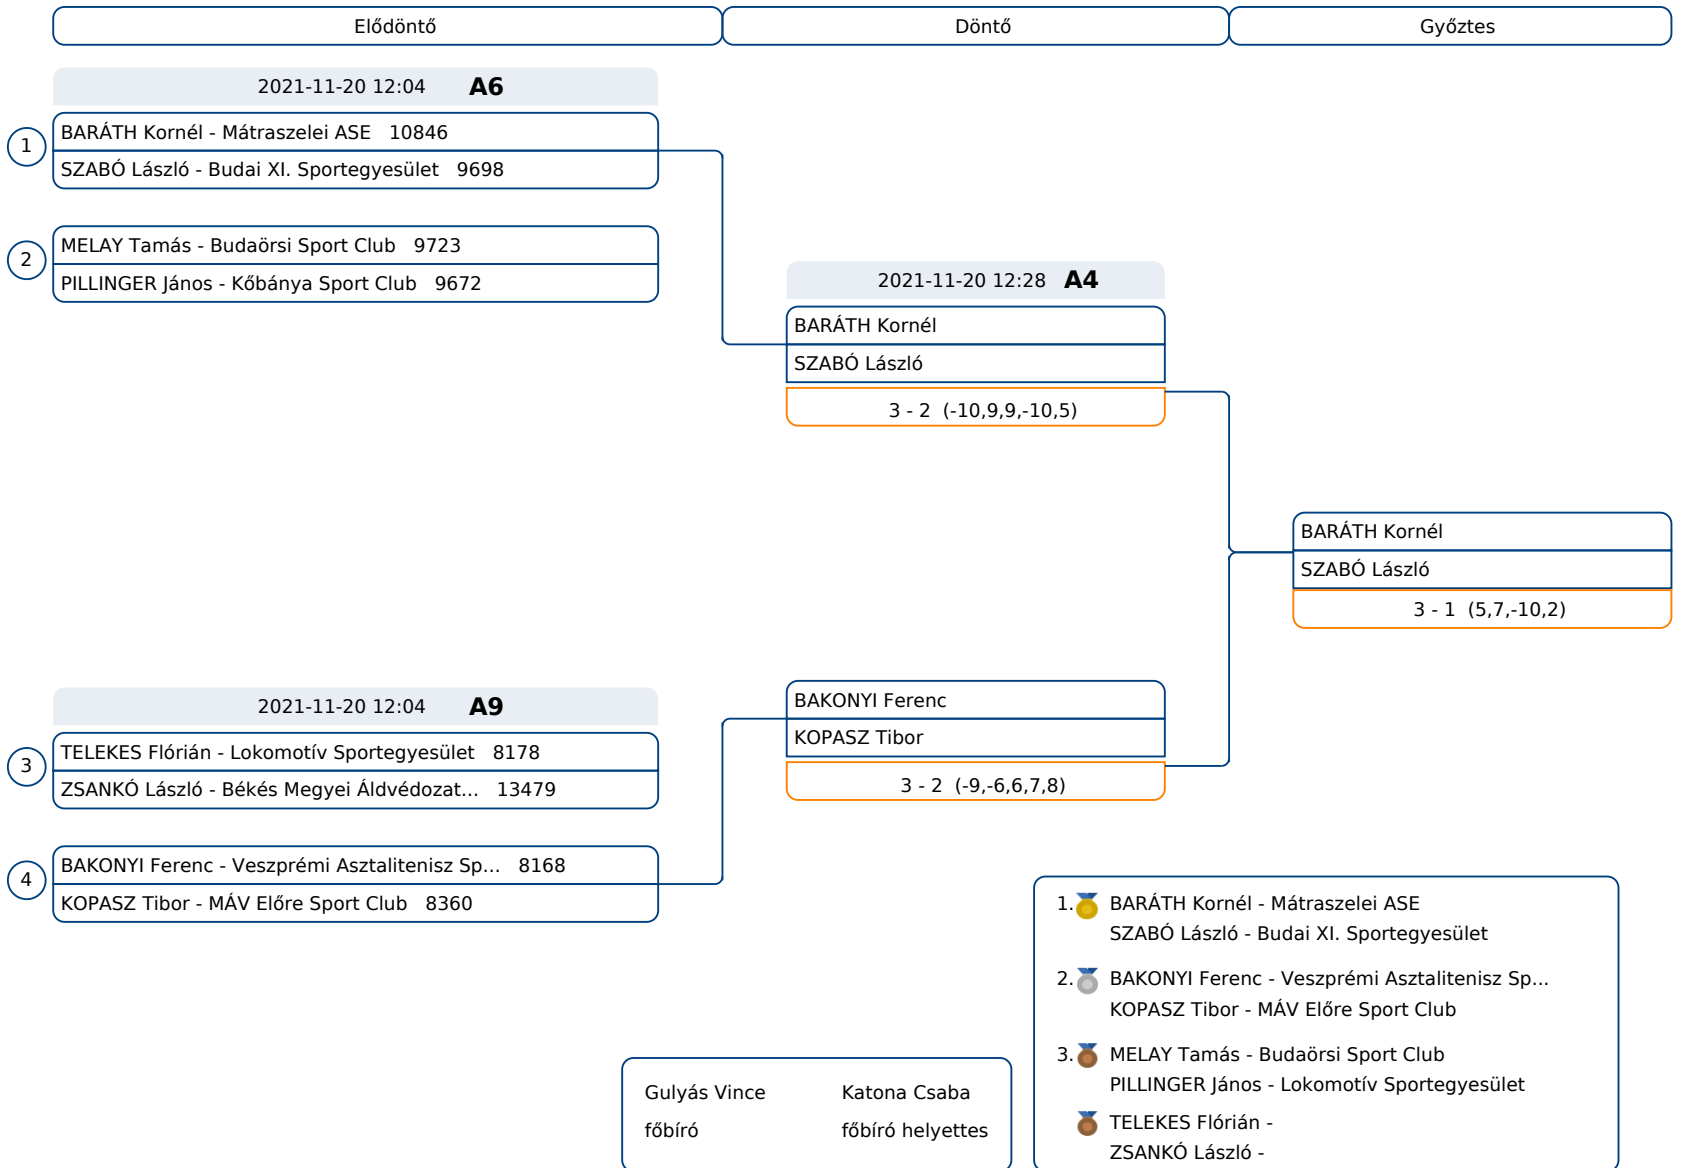 Elődöntő
Döntő
Győztes
2021-11-20 12:04 A6
1
BARÁTH Kornél - Mátraszelei ASE 10846
SZABÓ László - Budai XI. Sportegyesület 9698
2
MELAY Tamás - Budaörsi Sport Club 9723
PILLINGER János - Kőbánya Sport Club 9672
2021-11-20 12:28 A4
BARÁTH Kornél
SZABÓ László
3 - 2 (-10,9,9,-10,5)
BARÁTH Kornél
SZABÓ László
3 - 1 (5,7,-10,2)
2021-11-20 12:04 A9
3
TELEKES Flórián - Lokomotív Sportegyesület 8178
ZSANKÓ László - Békés Megyei Áldvédozat... 13479
BAKONYI Ferenc
KOPASZ Tibor
3 - 2 (-9,-6,6,7,8)
4
BAKONYI Ferenc - Veszprémi Asztalitenisz Sp... 8168
KOPASZ Tibor - MÁV Előre Sport Club 8360
1. BARÁTH Kornél - Mátraszelei ASE
SZABÓ László - Budai XI. Sportegyesület
2. BAKONYI Ferenc - Veszprémi Asztalitenisz Sp...
KOPASZ Tibor - MÁV Előre Sport Club
3. MELAY Tamás - Budaörsi Sport Club
PILLINGER János - Lokomotív Sportegyesület
TELEKES Flórián -
ZSANKÓ László -
Gulyás Vince Katona Csaba
főbíró főbíró helyettes